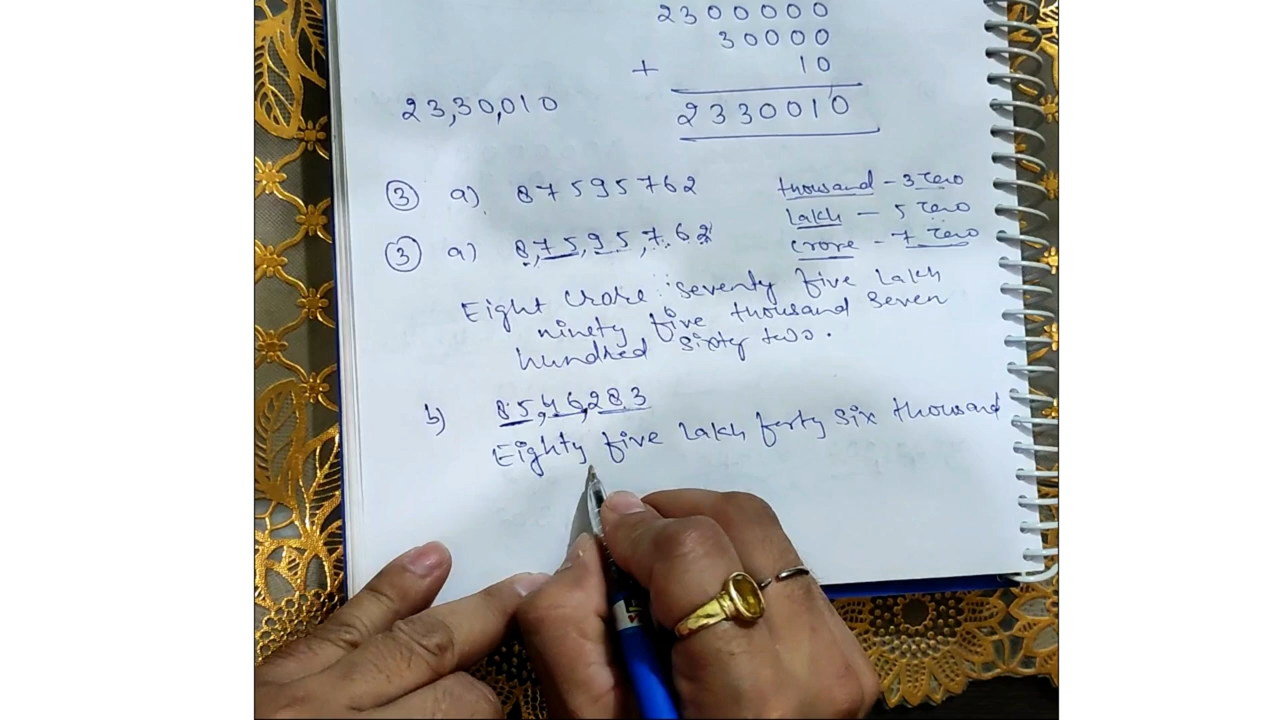 2300000
30000
+ 10
23,30,010
2330010
3 a) 87595762
thousand - 3 zero
lakh - 5 zero
3 a) 8,75,95,762
crore - 7 zero
Eight crore seventy five lakh
ninety five thousand seven
hundred sixty two.
b) 85,46,283
Eighty five lakh forty six thousand